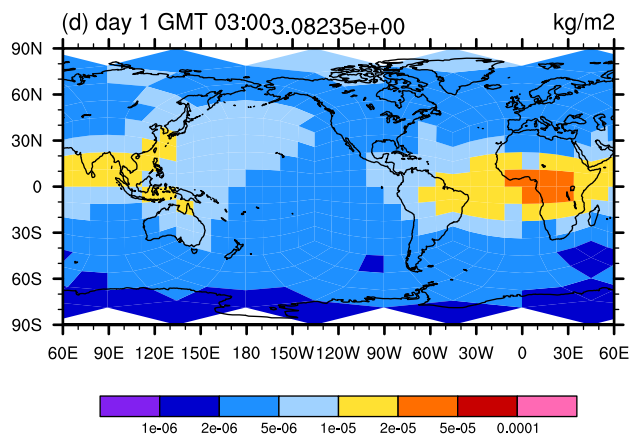 (d) day 1 GMT 03:00 3.08235e+00 kg/m2
90N
60N
30N
0
30S
60S
90S
60E 90E 120E 150E 180 150W 120W 90W 60W 30W 0 30E 60E
1e-06 2e-06 5e-06 1e-05 2e-05 5e-05 0.0001